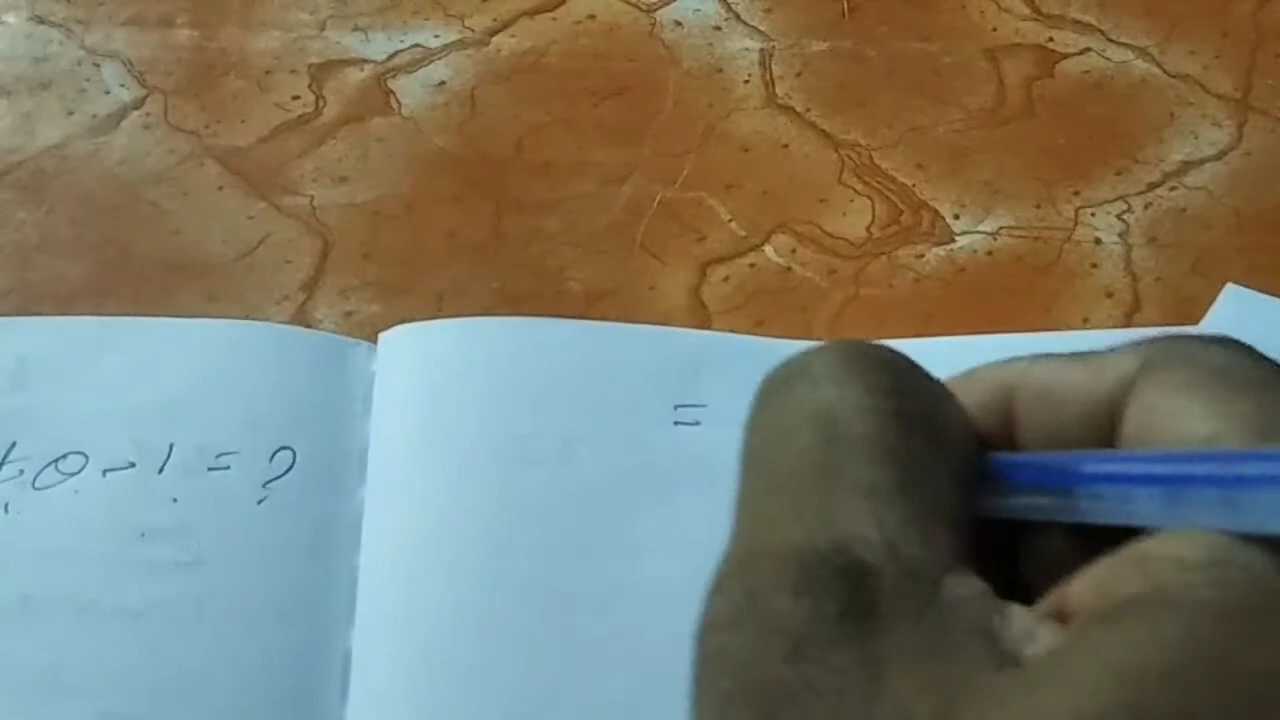 0 - 1 = ?
=